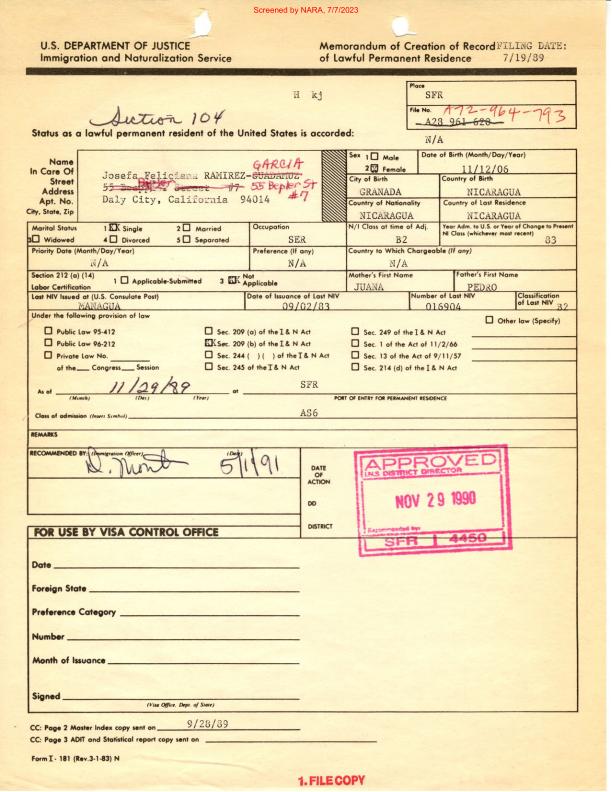 Screened by NARA, 7/7/2023
U.S. DEPARTMENT OF JUSTICE
Immigration and Naturalization Service
Memorandum of Creation of Record FILING DATE:
of Lawful Permanent Residence 7/19/89
H kj
Place
SFR
File No. A72-964-793
A28 961 628
Section 104
Status as a lawful permanent resident of the United States is accorded:
N/A
Name
In Care Of
Street
Address
Apt. No.
City, State, Zip
GARCIA
Josefa Feliciana RAMIREZ-GUADAMUZ
55 Bepler St
#7
Daly City, California 94014
Sex 1 Male
2 Female
Date of Birth (Month/Day/Year)
11/12/06
City of Birth
GRANADA
Country of Birth
NICARAGUA
Country of Nationality
NICARAGUA
Country of Last Residence
NICARAGUA
Marital Status 1 Single 2 Married
3 Widowed 4 Divorced 5 Separated
Occupation
SER
N/I Class at time of Adj.
B2
Year Adm. to U.S. or Year of Change to Present
NI Class (whichever most recent) 83
Priority Date (Month/Day/Year)
N/A
Preference (If any)
N/A
Country to Which Chargeable (If any)
N/A
Section 212 (a) (14)
Labor Certification
1 Applicable-Submitted 3 Not Applicable
Mother's First Name
JUANA
Father's First Name
PEDRO
Last NIV Issued at (U.S. Consulate Post)
MANAGUA
Date of Issuance of Last NIV
09/02/83
Number of Last NIV
016904
Classification
of Last NIV B2
Under the following provision of law
Public Law 95-412
Public Law 96-212
Private Law No.
of the Congress, Session
Sec. 209 (a) of the I & N Act
Sec. 209 (b) of the I & N Act
Sec. 244 ( ) ( ) of the I & N Act
Sec. 245 of the I & N Act
Sec. 249 of the I & N Act
Sec. 1 of the Act of 11/2/66
Sec. 13 of the Act of 9/11/57
Sec. 214 (d) of the I & N Act
Other law (Specify)
As of 11/29/89 at SFR
(Month) (Day) (Year) PORT OF ENTRY FOR PERMANENT RESIDENCE
Class of admission (Insert Symbol) AS6
REMARKS
RECOMMENDED BY: (Immigration Officer) (Date)
5/1/91
DATE
OF
ACTION
DD
DISTRICT
APPROVED
I.N.S DISTRICT DIRECTOR
NOV 29 1990
Recommended by:
SFR 4450
FOR USE BY VISA CONTROL OFFICE
Date
Foreign State
Preference Category
Number
Month of Issuance
Signed
(Visa Office, Dept. of State)
CC: Page 2 Master Index copy sent on 9/28/89
CC: Page 3 ADIT and Statistical report copy sent on
Form I-181 (Rev.3-1-83) N
1. FILE COPY